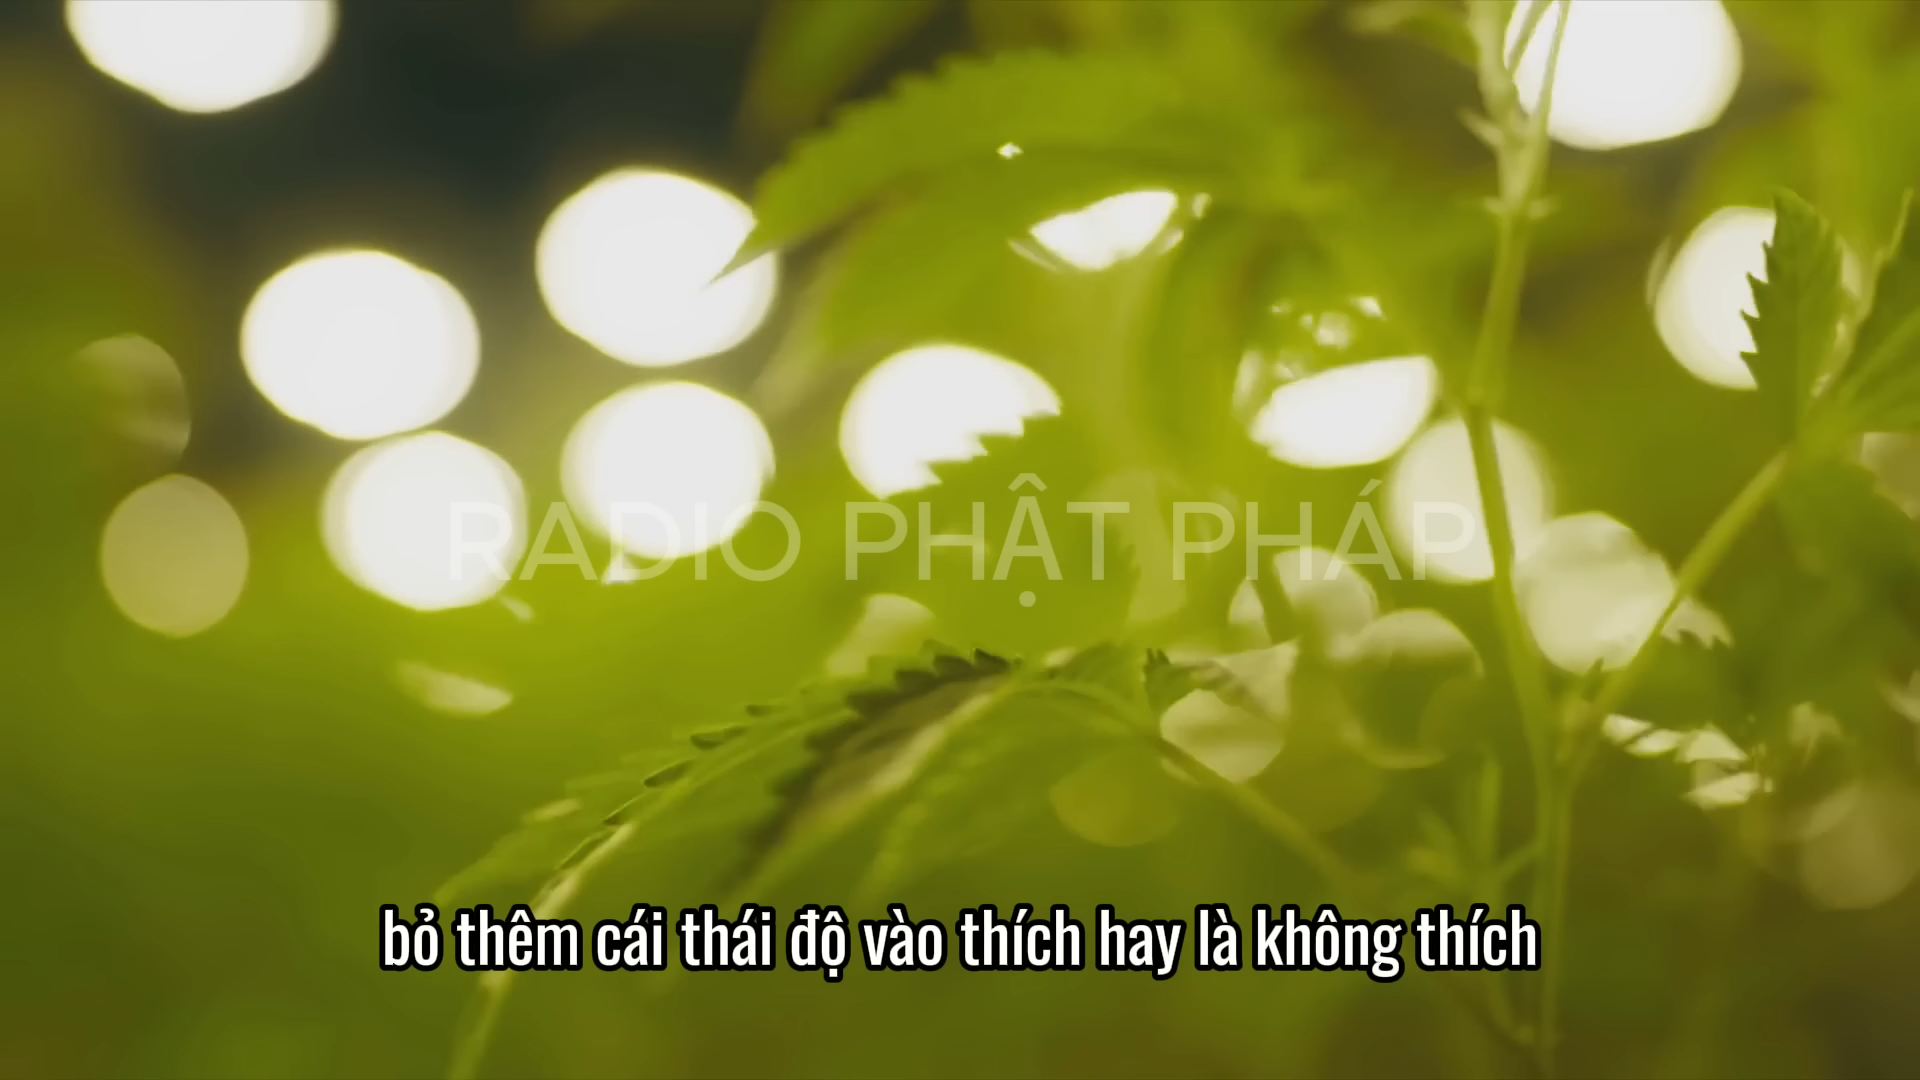 RADIO PHẬT PHÁP
bỏ thêm cái thái độ vào thích hay là không thích